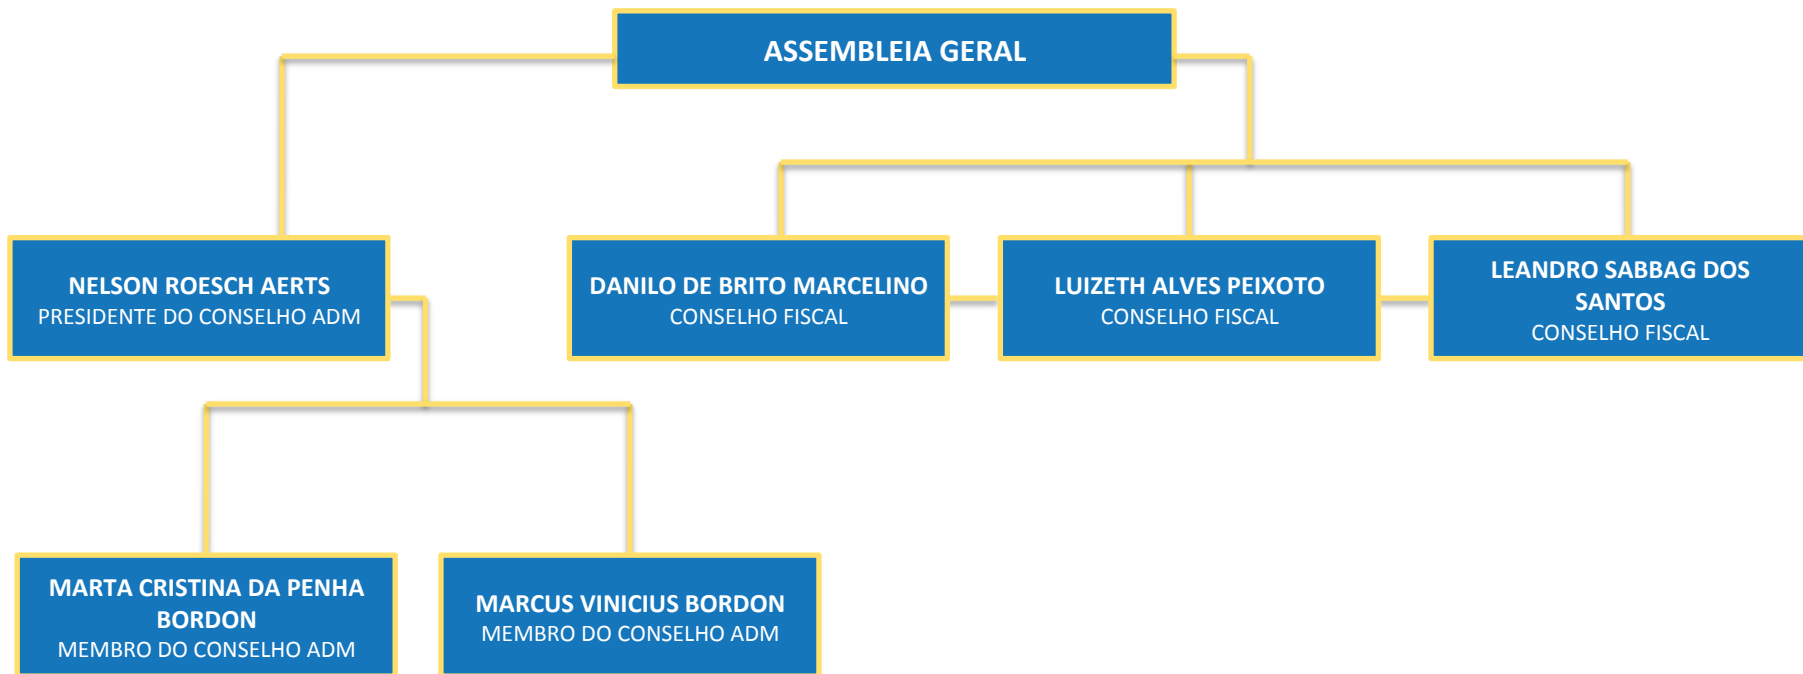 ASSEMBLEIA GERAL
NELSON ROESCH AERTS
PRESIDENTE DO CONSELHO ADM
DANILO DE BRITO MARCELINO
CONSELHO FISCAL
LUIZETH ALVES PEIXOTO
CONSELHO FISCAL
LEANDRO SABBAG DOS
SANTOS
CONSELHO FISCAL
MARTA CRISTINA DA PENHA
BORDON
MEMBRO DO CONSELHO ADM
MARCUS VINICIUS BORDON
MEMBRO DO CONSELHO ADM